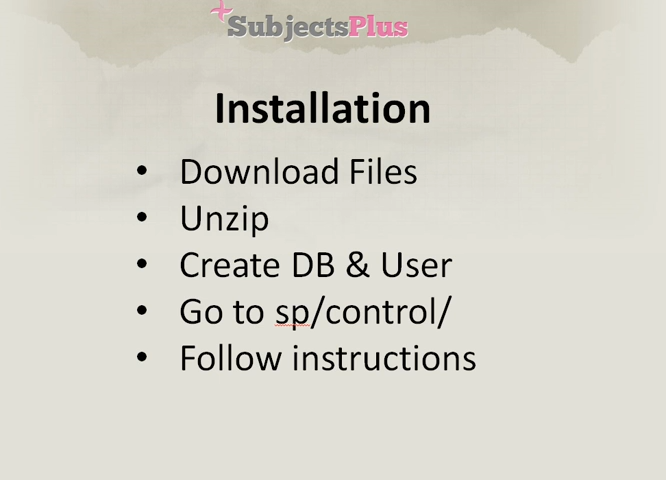 SubjectsPlus
Installation
• Download Files
• Unzip
• Create DB & User
• Go to sp/control/
• Follow instructions